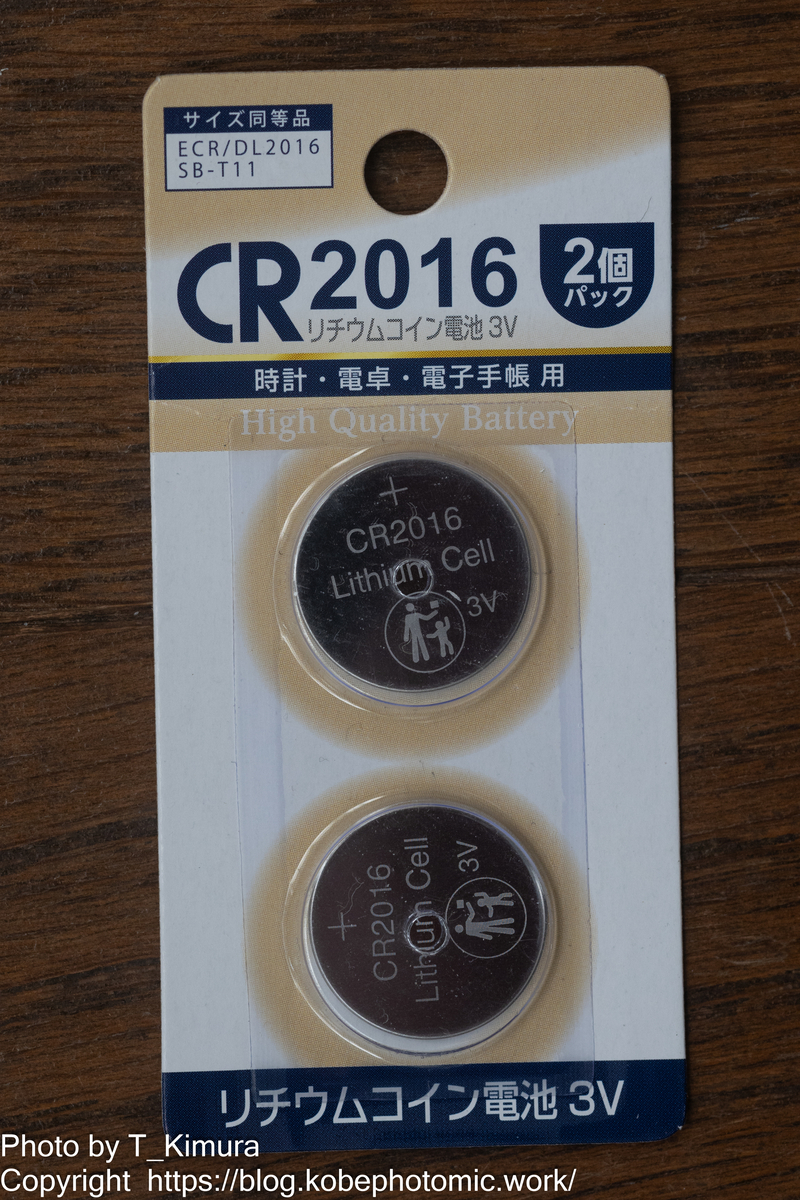 サイズ同等品
ECR/DL2016
SB-T11
CR2016
リチウムコイン電池 3V
2個
パック
時計・電卓・電子手帳 用
High Quality Battery
+
CR2016
Lithium Cell
3V
+
CR2016
Lithium Cell
3V
リチウムコイン電池 3V
Photo by T_Kimura
Copyright https://blog.kobephotomic.work/